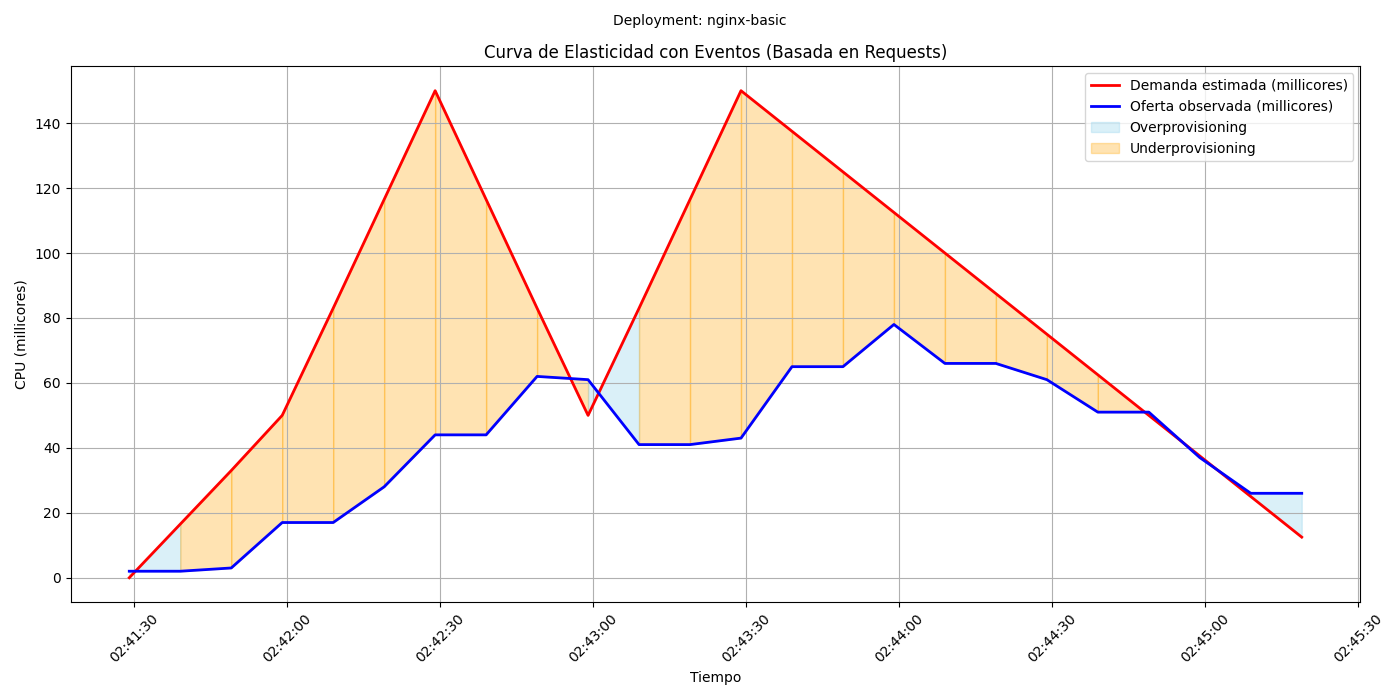 Deployment: nginx-basic
Curva de Elasticidad con Eventos (Basada en Requests)
Demanda estimada (millicores)
Oferta observada (millicores)
Overprovisioning
Underprovisioning
CPU (millicores)
140
120
100
80
60
40
20
0
02:41:30
02:42:00
02:42:30
02:43:00
02:43:30
02:44:00
02:44:30
02:45:00
02:45:30
Tiempo